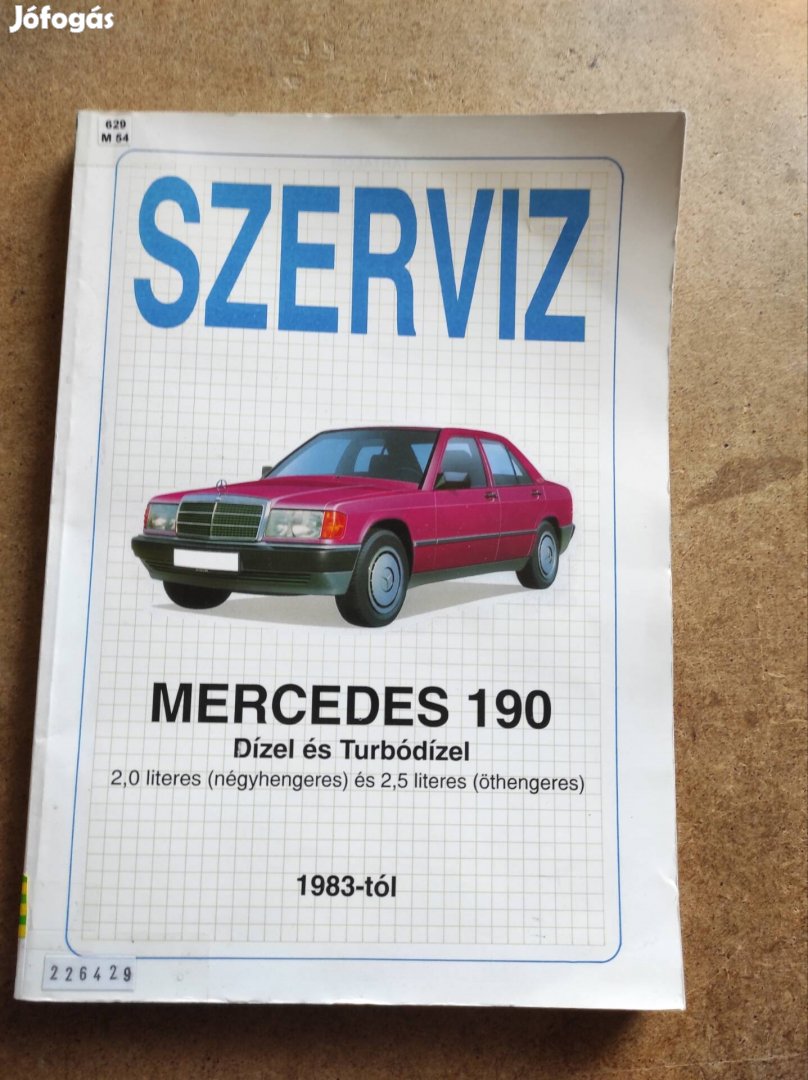 Jófogás
629
M 54
SZERVIZ
MERCEDES 190
Dízel és Turbódízel
2,0 literes (négyhengeres) és 2,5 literes (öthengeres)
1983-tól
226429